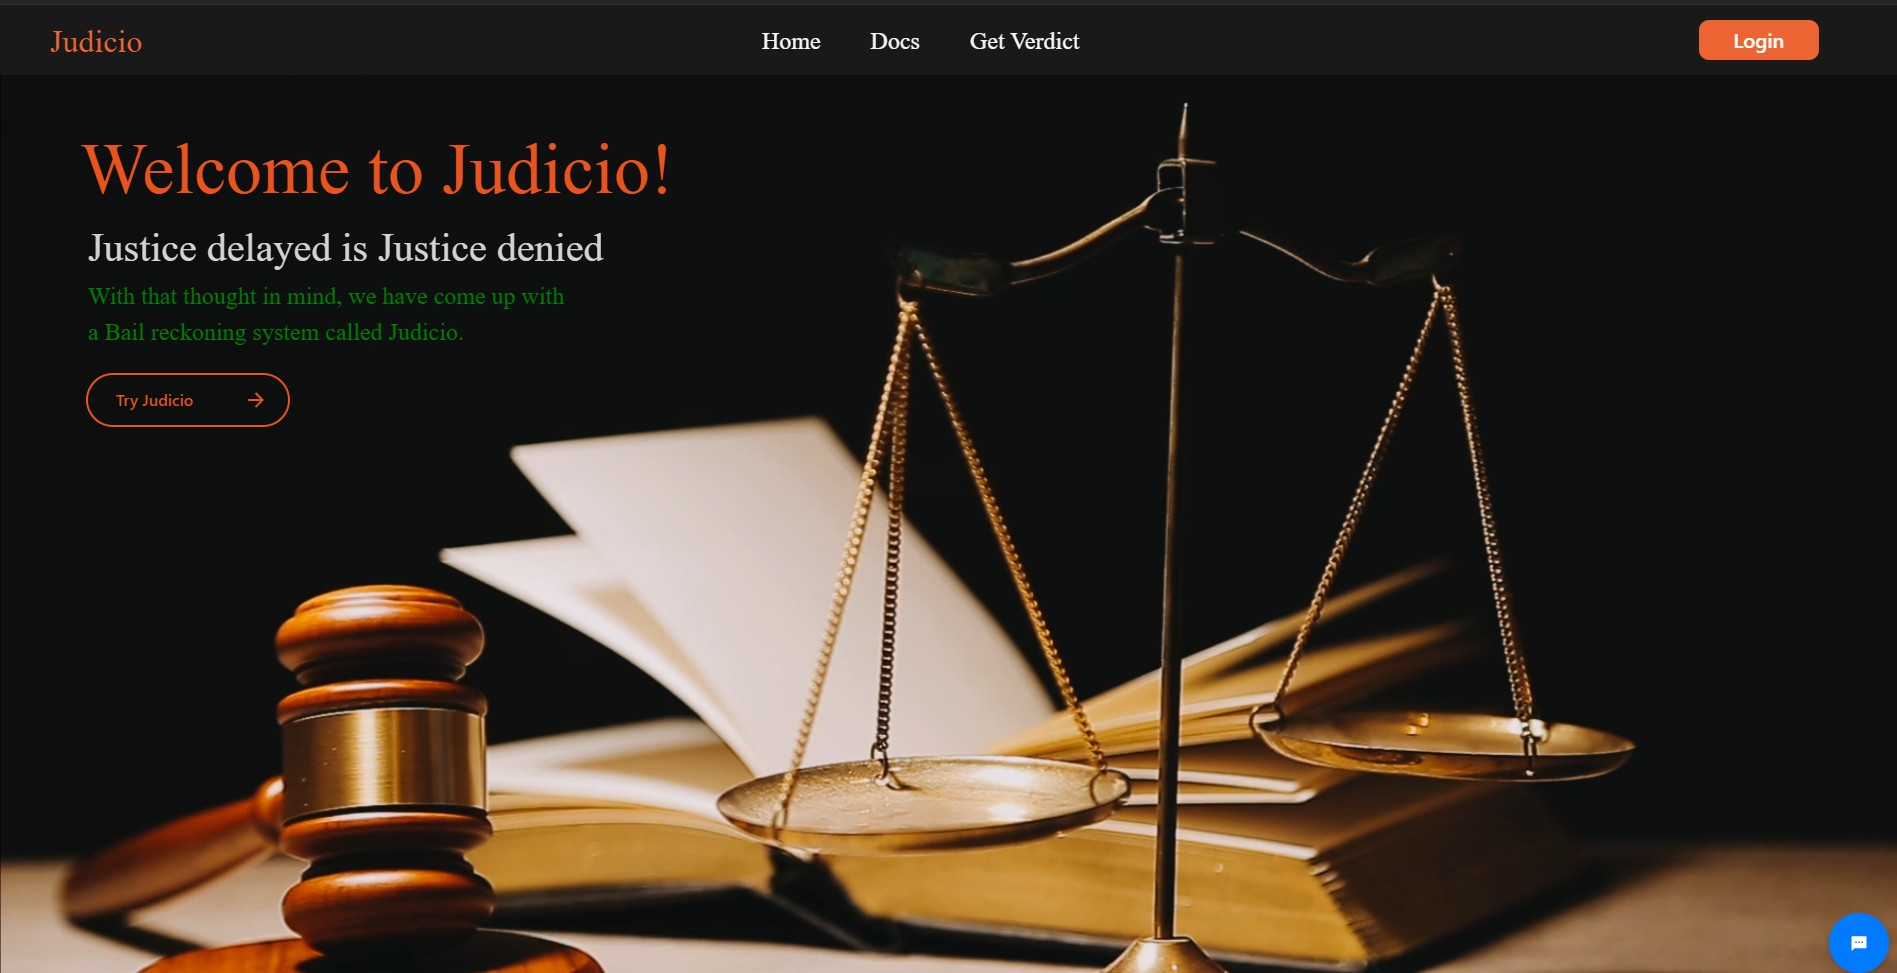 Judicio
Home
Docs
Get Verdict
Login
Welcome to Judicio!
Justice delayed is Justice denied
With that thought in mind, we have come up with
a Bail reckoning system called Judicio.
Try Judicio